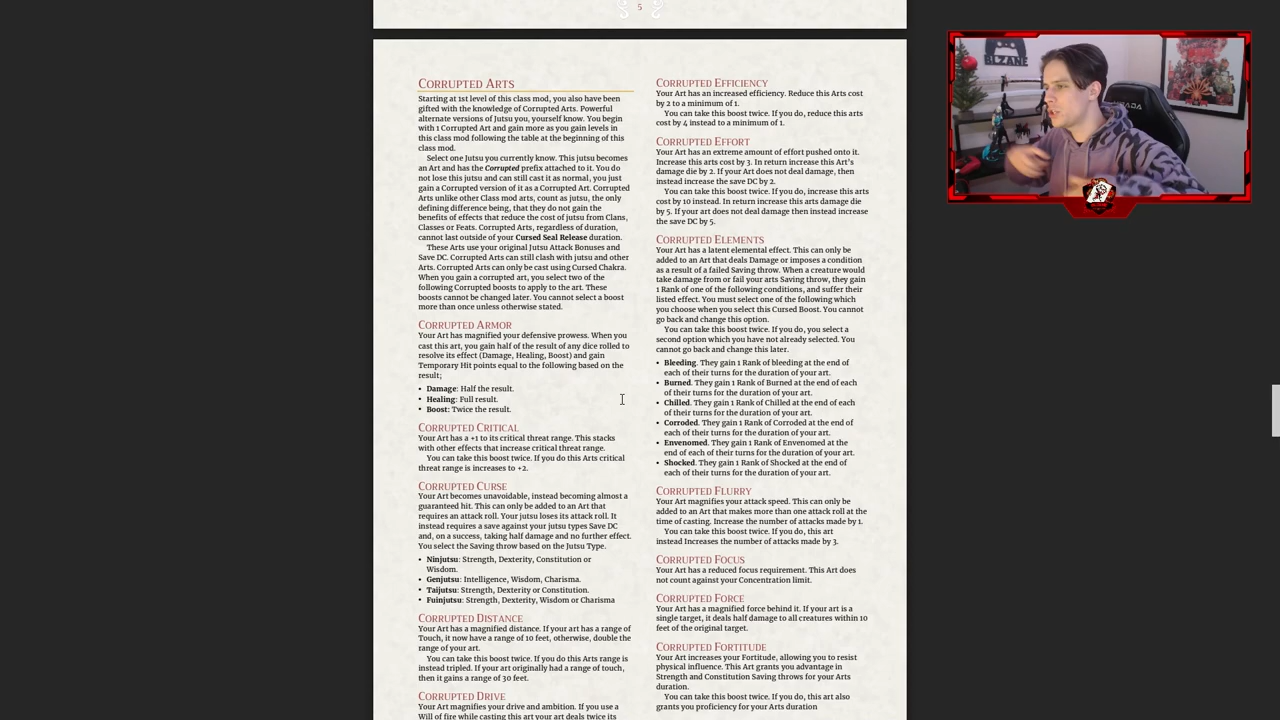 5
CORRUPTED ARTS
Starting at 1st level of this class mod, you also have been
gifted with the knowledge of Corrupted Arts. Powerful
alternate versions of Jutsu you, yourself know. You begin
with 1 Corrupted Art and gain more as you gain levels in
this class mod following the table at the beginning of this
class mod.
Select one Jutsu you currently know. This jutsu becomes
an Art and has the Corrupted prefix attached to it. You do
not lose this jutsu and can still cast it as normal, you just
gain a Corrupted version of it as a Corrupted Art. Corrupted
Arts unlike other Class mod arts, count as jutsu, the only
defining difference being, that they do not gain the
benefits of effects that reduce the cost of jutsu from Clans,
Classes or Feats. Corrupted Arts, regardless of duration,
cannot last outside of your Cursed Seal Release duration.
These Arts use your original Jutsu Attack Bonuses and
Save DC. Corrupted Arts can still clash with jutsu and other
Arts. Corrupted Arts can only be cast using Cursed Chakra.
When you gain a corrupted art, you select two of the
following Corrupted boosts to apply to the art. These
boosts cannot be changed later. You cannot select a boost
more than once unless otherwise stated.
CORRUPTED ARMOR
Your Art has magnified your defensive prowess. When you
cast this art, you gain half of the result of any dice rolled to
resolve its effect (Damage, Healing, Boost) and gain
Temporary Hit points equal to the following based on the
result;
• Damage: Half the result.
• Healing: Full result.
• Boost: Twice the result.
CORRUPTED CRITICAL
Your Art has a +1 to its critical threat range. This stacks
with other effects that increase critical threat range.
You can take this boost twice. If you do this Arts critical
threat range is increases to +2.
CORRUPTED CURSE
Your Art becomes unavoidable, instead becoming almost a
guaranteed hit. This can only be added to an Art that
requires an attack roll. Your jutsu loses its attack roll. It
instead requires a save against your jutsu types Save DC
and, on a success, taking half damage and no further effect.
You select the Saving throw based on the Jutsu Type.
• Ninjutsu: Strength, Dexterity, Constitution or
Wisdom.
• Genjutsu: Intelligence, Wisdom, Charisma.
• Taijutsu: Strength, Dexterity or Constitution.
• Fuinjutsu: Strength, Dexterity, Wisdom or Charisma
CORRUPTED DISTANCE
Your Art has a magnified distance. If your art has a range of
Touch, it now have a range of 10 feet, otherwise, double the
range of your art.
You can take this boost twice. If you do this Arts range is
instead tripled. If your art originally had a range of touch,
then it gains a range of 30 feet.
CORRUPTED DRIVE
Your Art magnifies your drive and ambition. If you use a
Will of fire while casting this art your art deals twice its
CORRUPTED EFFICIENCY
Your Art has an increased efficiency. Reduce this Arts cost
by 2 to a minimum of 1.
You can take this boost twice. If you do, reduce this arts
cost by 4 instead to a minimum of 1.
CORRUPTED EFFORT
Your Art has an extreme amount of effort pushed onto it.
Increase this arts cost by 3. In return increase this Art's
damage die by 2. If your Art does not deal damage, then
instead increase the save DC by 2.
You can take this boost twice. If you do, increase this arts
cost by 10 instead. In return increase this arts damage die
by 5. If your art does not deal damage then instead increase
the save DC by 5.
CORRUPTED ELEMENTS
Your Art has a latent elemental effect. This can only be
added to an Art that deals Damage or imposes a condition
as a result of a failed Saving throw. When a creature would
take damage from or fail your arts Saving throw, they gain
1 Rank of one of the following conditions, and suffer their
listed effect. You must select one of the following which
you choose when you select this Cursed Boost. You cannot
go back and change this option.
You can take this boost twice. If you do, you select a
second option which you have not already selected. You
cannot go back and change this later.
• Bleeding. They gain 1 Rank of bleeding at the end of
each of their turns for the duration of your art.
• Burned. They gain 1 Rank of Burned at the end of each
of their turns for the duration of your art.
• Chilled. They gain 1 Rank of Chilled at the end of each
of their turns for the duration of your art.
• Corroded. They gain 1 Rank of Corroded at the end of
each of their turns for the duration of your art.
• Envenomed. They gain 1 Rank of Envenomed at the
end of each of their turns for the duration of your art.
• Shocked. They gain 1 Rank of Shocked at the end of
each of their turns for the duration of your art.
CORRUPTED FLURRY
Your Art magnifies your attack speed. This can only be
added to an Art that makes more than one attack roll at the
time of casting. Increase the number of attacks made by 1.
You can take this boost twice. If you do, this art
instead Increases the number of attacks made by 3.
CORRUPTED FOCUS
Your Art has a reduced focus requirement. This Art does
not count against your Concentration limit.
CORRUPTED FORCE
Your Art has a magnified force behind it. If your art is a
single target, it deals half damage to all creatures within 10
feet of the original target.
CORRUPTED FORTITUDE
Your Art increases your Fortitude, allowing you to resist
physical influence. This Art grants you advantage in
Strength and Constitution Saving throws for your Arts
duration.
You can take this boost twice. If you do, this art also
grants you proficiency for your Arts duration
BLZANE